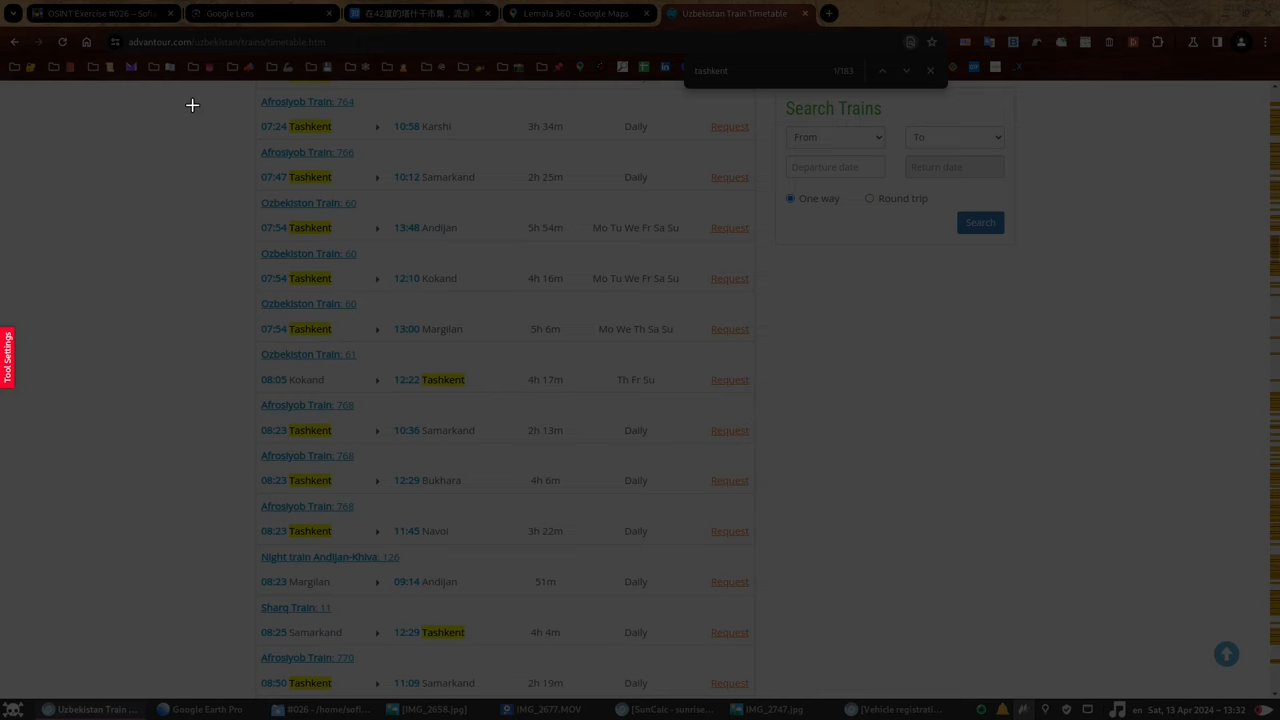 OSINT Exercise #026 – Sofi
Google Lens
在42度的塔什干市集，流意
Lemafa 360 - Google Maps
Uzbekistan Train Timetable
advantour.com/uzbekistan/trains/timetable.htm
tashkent 1/183
Afrosiyob Train: 764
07:24 Tashkent 10:58 Karshi 3h 34m Daily Request
Afrosiyob Train: 766
07:47 Tashkent 10:12 Samarkand 2h 25m Daily Request
Ozbekiston Train: 60
07:54 Tashkent 13:48 Andijan 5h 54m Mo Tu We Fr Sa Su Request
Ozbekiston Train: 60
07:54 Tashkent 12:10 Kokand 4h 16m Mo Tu We Fr Sa Su Request
Ozbekiston Train: 60
07:54 Tashkent 13:00 Margilan 5h 6m Mo We Th Sa Su Request
Ozbekiston Train: 61
08:05 Kokand 12:22 Tashkent 4h 17m Th Fr Su Request
Afrosiyob Train: 768
08:23 Tashkent 10:36 Samarkand 2h 13m Daily Request
Afrosiyob Train: 768
08:23 Tashkent 12:29 Bukhara 4h 6m Daily Request
Afrosiyob Train: 768
08:23 Tashkent 11:45 Navoi 3h 22m Daily Request
Night train Andijan-Khiva: 126
08:23 Margilan 09:14 Andijan 51m Daily Request
Sharq Train: 11
08:25 Samarkand 12:29 Tashkent 4h 4m Daily Request
Afrosiyob Train: 770
08:50 Tashkent 11:09 Samarkand 2h 19m Daily Request
Search Trains
From To
Departure date Return date
One way Round trip
Search
Tool Settings
Uzbekistan Train ...
Google Earth Pro
#026 - /home/sofi...
[IMG_2658.jpg]
IMG_2677.MOV
[SunCalc - sunrise...
IMG_2747.jpg
[Vehicle registrati...
en Sat, 13 Apr 2024 - 13:32